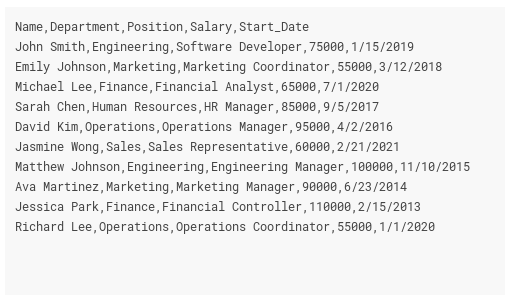 Name,Department,Position,Salary,Start_Date
John Smith,Engineering,Software Developer,75000,1/15/2019
Emily Johnson,Marketing,Marketing Coordinator,55000,3/12/2018
Michael Lee,Finance,Financial Analyst,65000,7/1/2020
Sarah Chen,Human Resources,HR Manager,85000,9/5/2017
David Kim,Operations,Operations Manager,95000,4/2/2016
Jasmine Wong,Sales,Sales Representative,60000,2/21/2021
Matthew Johnson,Engineering,Engineering Manager,100000,11/10/2015
Ava Martinez,Marketing,Marketing Manager,90000,6/23/2014
Jessica Park,Finance,Financial Controller,110000,2/15/2013
Richard Lee,Operations,Operations Coordinator,55000,1/1/2020